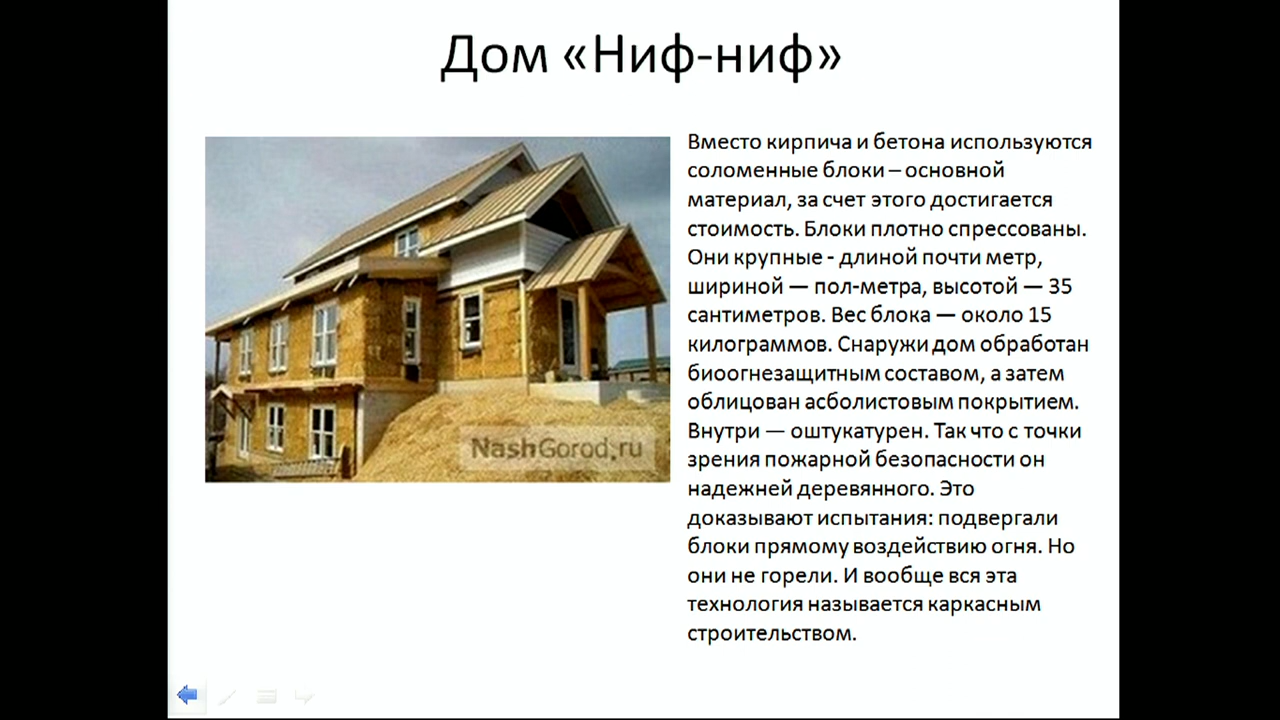 Дом «Ниф-ниф»
Вместо кирпича и бетона используются
соломенные блоки – основной
материал, за счет этого достигается
стоимость. Блоки плотно спрессованы.
Они крупные - длиной почти метр,
шириной — пол-метра, высотой — 35
сантиметров. Вес блока — около 15
килограммов. Снаружи дом обработан
биоогнезащитным составом, а затем
облицован асболистовым покрытием.
Внутри — оштукатурен. Так что с точки
зрения пожарной безопасности он
надежней деревянного. Это
доказывают испытания: подвергали
блоки прямому воздействию огня. Но
они не горели. И вообще вся эта
технология называется каркасным
строительством.
NashGorod.ru